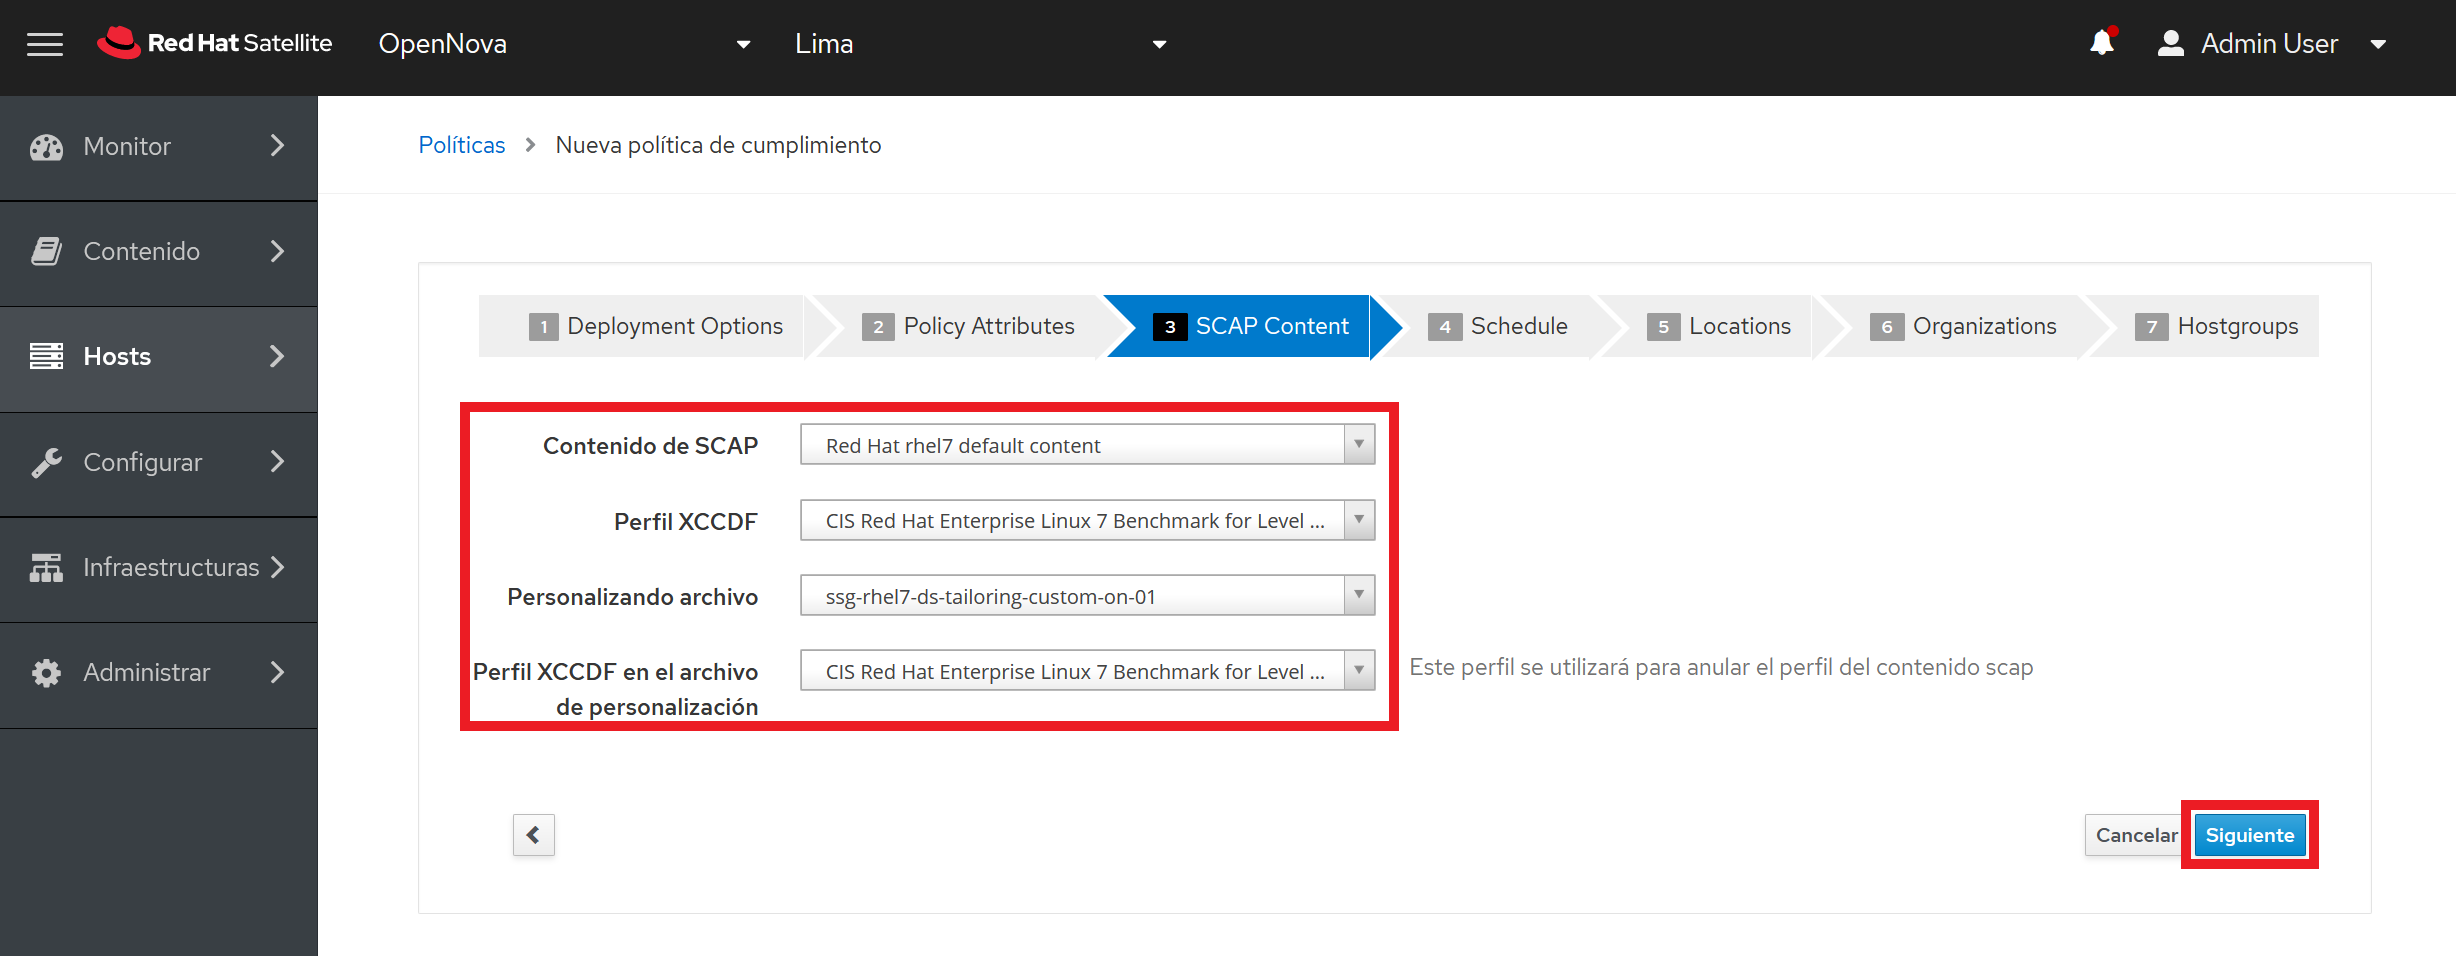 Red Hat Satellite OpenNova Lima Admin User
Monitor
Contenido
Hosts
Configurar
Infraestructuras
Administrar
Políticas > Nueva política de cumplimiento
1 Deployment Options 2 Policy Attributes 3 SCAP Content 4 Schedule 5 Locations 6 Organizations 7 Hostgroups
Contenido de SCAP Red Hat rhel7 default content
Perfil XCCDF CIS Red Hat Enterprise Linux 7 Benchmark for Level ...
Personalizando archivo ssg-rhel7-ds-tailoring-custom-on-01
Perfil XCCDF en el archivo CIS Red Hat Enterprise Linux 7 Benchmark for Level ... Este perfil se utilizará para anular el perfil del contenido scap
de personalización
Cancelar Siguiente